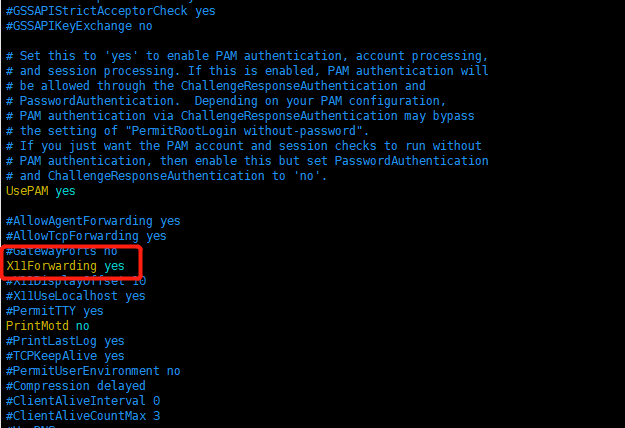 #GSSAPIStrictAcceptorCheck yes
#GSSAPIKeyExchange no
# Set this to 'yes' to enable PAM authentication, account processing,
# and session processing. If this is enabled, PAM authentication will
# be allowed through the ChallengeResponseAuthentication and
# PasswordAuthentication.  Depending on your PAM configuration,
# PAM authentication via ChallengeResponseAuthentication may bypass
# the setting of "PermitRootLogin without-password".
# If you just want the PAM account and session checks to run without
# PAM authentication, then enable this but set PasswordAuthentication
# and ChallengeResponseAuthentication to 'no'.
UsePAM yes
#AllowAgentForwarding yes
#AllowTcpForwarding yes
#GatewayPorts no
X11Forwarding yes
#X11DisplayOffset 10
#X11UseLocalhost yes
#PermitTTY yes
PrintMotd no
#PrintLastLog yes
#TCPKeepAlive yes
#PermitUserEnvironment no
#Compression delayed
#ClientAliveInterval 0
#ClientAliveCountMax 3